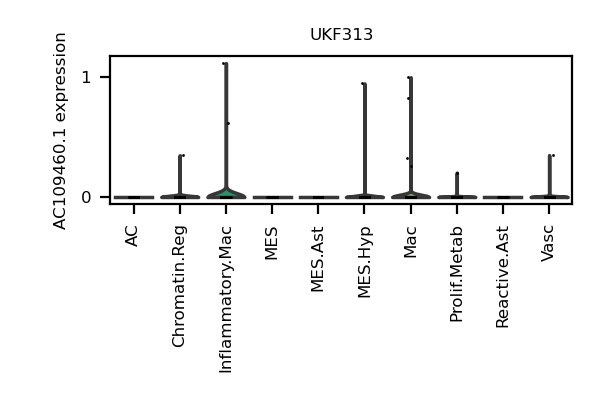 UKF313
AC109460.1 expression
1
0
AC
Chromatin.Reg
Inflammatory.Mac
MES
MES.Ast
MES.Hyp
Mac
Prolif.Metab
Reactive.Ast
Vasc